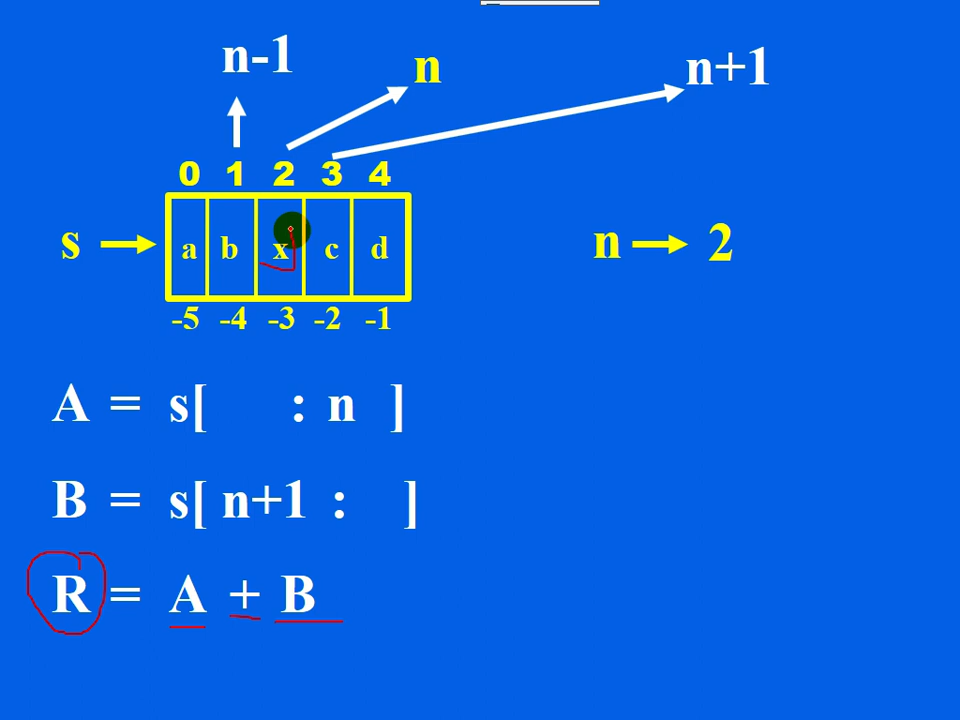 n-1 n n+1
0 1 2 3 4
s a b x c d n 2
-5 -4 -3 -2 -1
A = s[ : n ]
B = s[ n+1 : ]
R = A + B